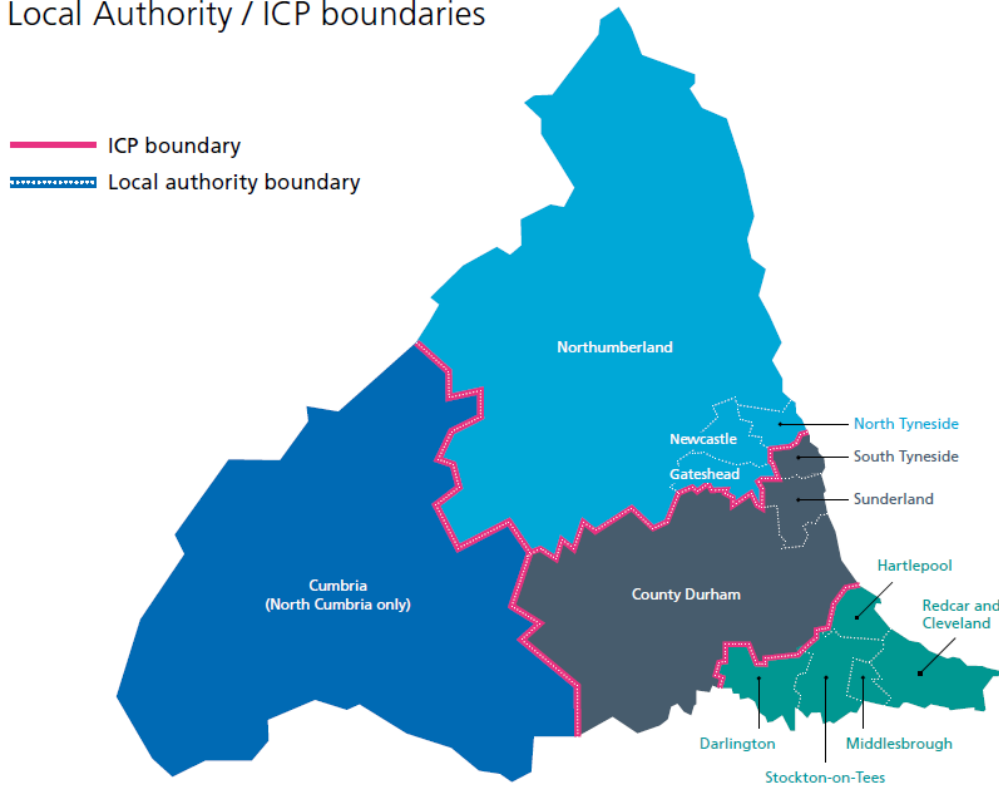 Local Authority / ICP boundaries
ICP boundary
Local authority boundary
Northumberland
Newcastle
North Tyneside
Gateshead
South Tyneside
Sunderland
Hartlepool
Cumbria
(North Cumbria only)
County Durham
Redcar and
Cleveland
Darlington
Middlesbrough
Stockton-on-Tees